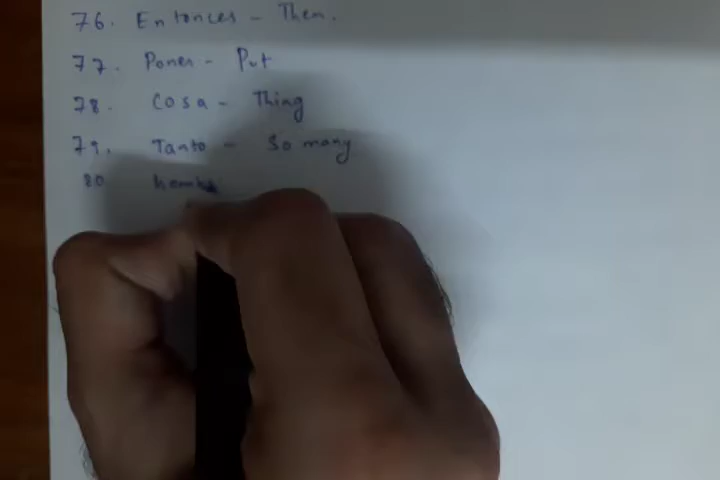 76. Entonces - Then.
77. Poner - Put
78. Cosa - Thing
79. Tanto - So many
80